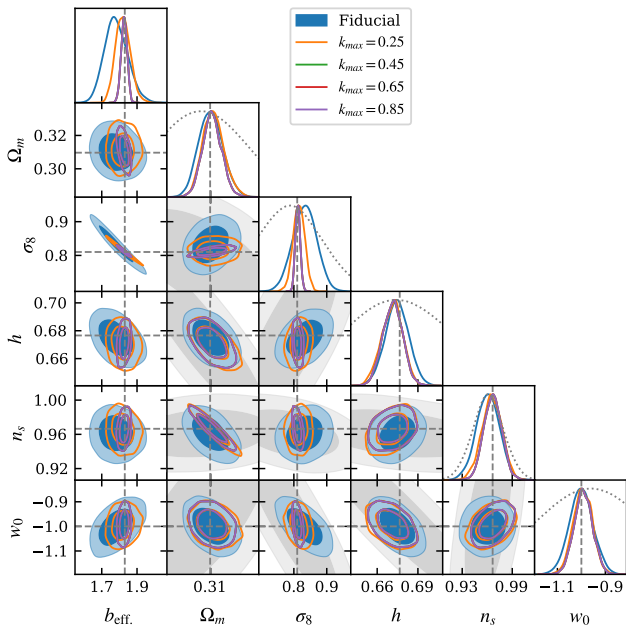 Fiducial
k_max = 0.25
k_max = 0.45
k_max = 0.65
k_max = 0.85
Ω_m
0.32
0.30
σ_8
0.9
0.8
h
0.70
0.68
0.66
n_s
1.00
0.96
0.92
w_0
−0.9
−1.0
−1.1
1.7 1.9 0.31 0.8 0.9 0.66 0.69 0.93 0.99 −1.1 −0.9
b_eff. Ω_m σ_8 h n_s w_0